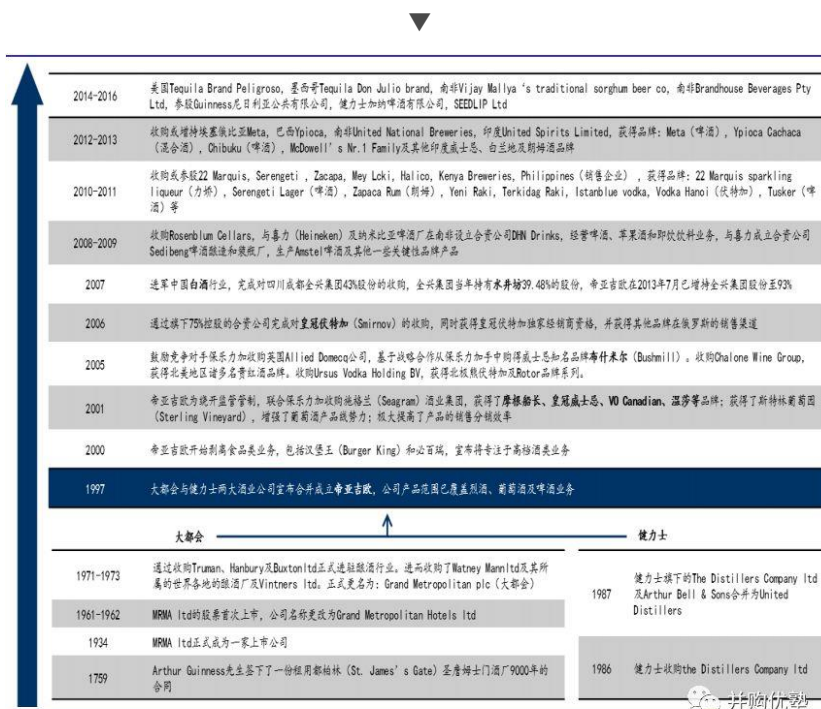 2014-2016
美国Tequila Brand Peligroso, 墨西哥Tequila Don Julio brand, 南非Vijay Mallya‘s traditional sorghum beer co, 南非Brandhouse Beverages Pty
Ltd, 参股Guinness尼日利亚公共有限公司, 健力士加纳啤酒有限公司, SEEDLIP Ltd
2012-2013
收购或增持埃塞俄比亚Meta, 巴西Ypioca, 南非United National Breweries, 印度United Spirits Limited, 获得品牌: Meta (啤酒) , Ypioca Cachaca
(混合酒) , Chibuku (啤酒) , McDowell’s Nr.1 Family及其他印度威士忌、白兰地及朗姆酒品牌
2010-2011
收购或参股22 Marquis, Serengeti , Zacapa, Mey Lcki, Halico, Kenya Breweries, Philippines (销售企业) , 获得品牌: 22 Marquis sparkling
liqueur (力娇) , Serengeti Lager (啤酒) , Zapaca Rum (朗姆) , Yeni Raki, Terkidag Raki, Istanblue vodka, Vodka Hanoi (伏特加) , Tusker (啤
酒) 等
2008-2009
收购Rosenblum Cellars, 与喜力 (Heineken) 及纳米比亚啤酒厂在南非设立合资公司DHN Drinks, 经营啤酒、苹果酒和即饮饮料业务, 与喜力成立合资公司
Sedibeng啤酒酿造和装瓶厂, 生产Amstel啤酒及其他一些关键性品牌产品
2007
进军中国白酒行业, 完成对四川成都全兴集团43%股份的收购, 全兴集团当年持有水井坊39.48%的股份, 帝亚吉欧在2013年7月已增持全兴集团股份至93%
2006
通过旗下75%控股的合资公司完成对皇冠伏特加 (Smirnov) 的收购, 同时获得皇冠伏特加独家经销商资格, 并获得其他品牌在俄罗斯的销售渠道
2005
鼓励竞争对手保乐力加收购英国Allied Domecq公司, 基于战略合作从保乐力加手中购得威士忌知名品牌布什米尔 (Bushmill) 。收购Chalone Wine Group,
获得北美地区诸多名贵红酒品牌。收购Ursus Vodka Holding BV, 获得北极熊伏特加及Rotor品牌系列。
2001
帝亚吉欧为绕开监管管制, 联合保乐力加收购施格兰 (Seagram) 酒业集团, 获得了摩根船长、皇冠威士忌、VO Canadian、温莎等品牌; 获得了斯特林葡萄园
(Sterling Vineyard) , 增强了葡萄酒产品线势力; 极大提高了产品的销售分销效率
2000
帝亚吉欧开始剥离食品类业务, 包括汉堡王 (Burger King) 和必百瑞, 宣布将专注于高档酒类业务
1997
大都会与健力士两大酒业公司宣布合并成立帝亚吉欧, 公司产品范围已覆盖烈酒、葡萄酒及啤酒业务
大都会
健力士
1971-1973
通过收购Truman、Hanbury及Buxtonltd正式进驻酿酒行业。进而收购了Watney Mannltd及其所
属的世界各地的酿酒厂及Vintners ltd。正式更名为: Grand Metropolitan plc (大都会)
1961-1962
MRMA ltd的股票首次上市, 公司名称更改为Grand Metropolitan Hotels ltd
1934
MRMA ltd正式成为一家上市公司
1759
Arthur Guinness先生签下了一份租用都柏林 (St. James’s Gate) 圣詹姆士门酒厂9000年的
合同
1987
健力士旗下的The Distillers Company ltd
及Arthur Bell & Sons合并为United
Distillers
1986
健力士收购the Distillers Company ltd
并购优塾